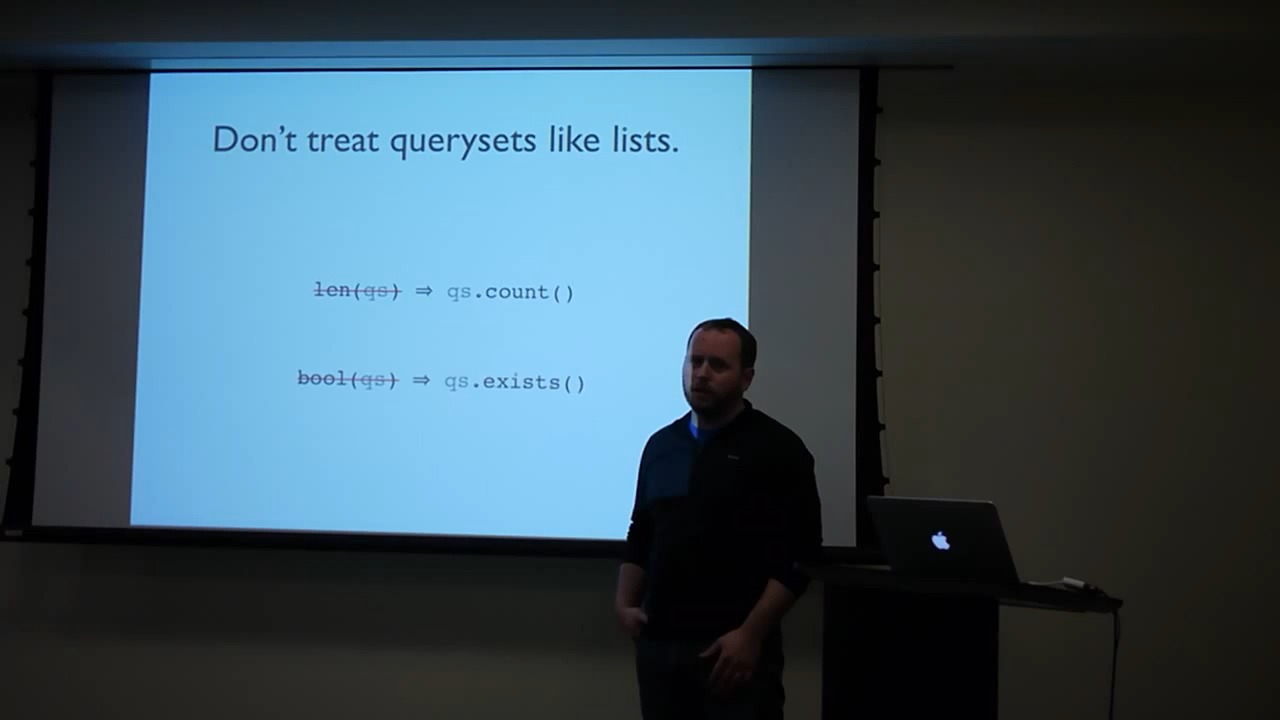 Don't treat querysets like lists.
len(qs) ⇒ qs.count()
bool(qs) ⇒ qs.exists()